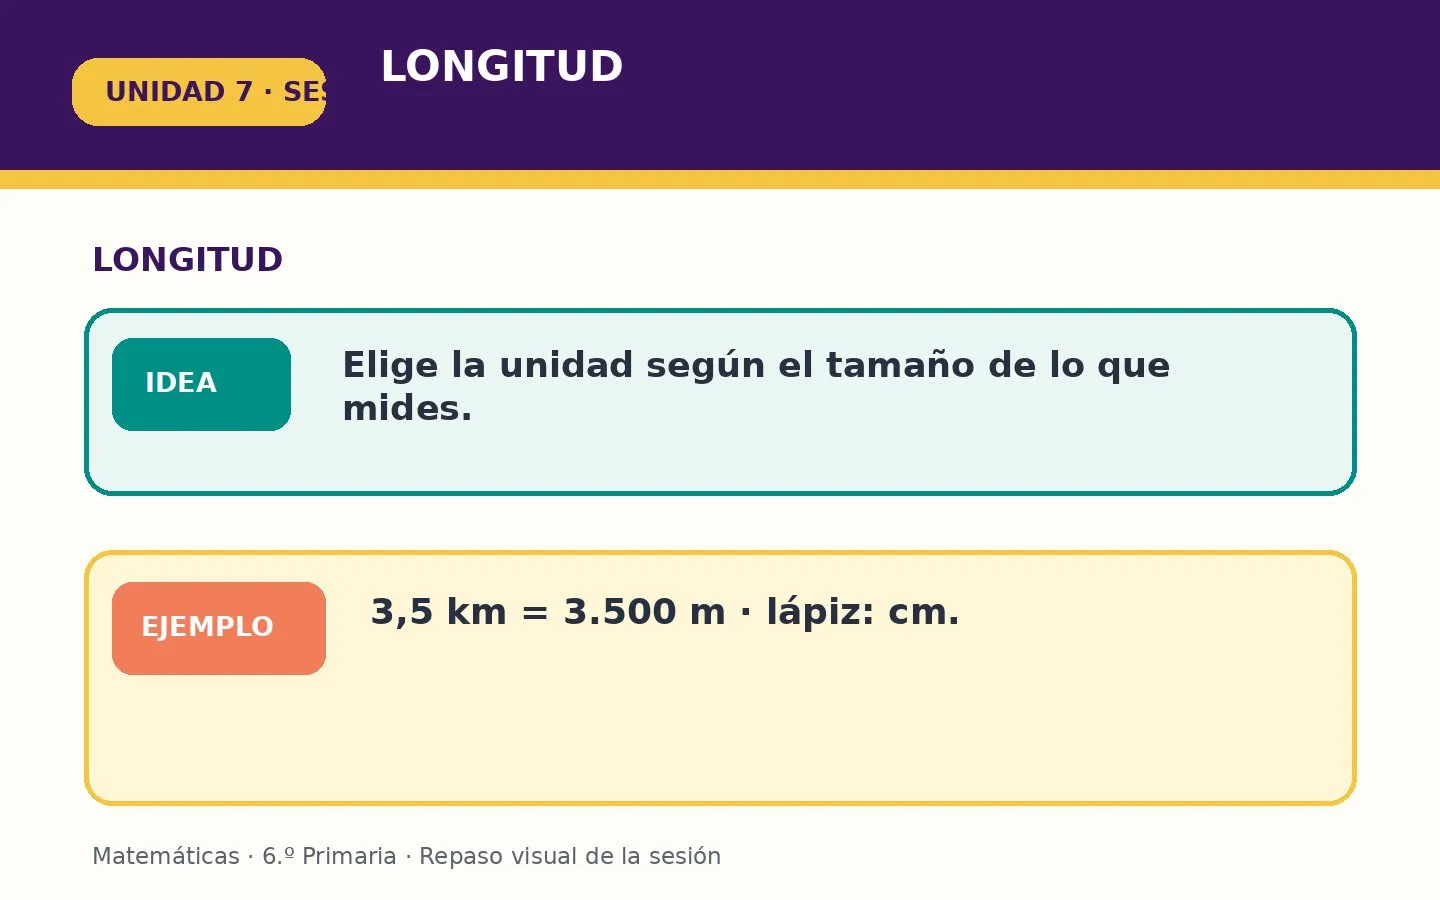 UNIDAD 7 · SES
LONGITUD
LONGITUD
IDEA
Elige la unidad según el tamaño de lo que
mides.
EJEMPLO
3,5 km = 3.500 m · lápiz: cm.
Matemáticas · 6.º Primaria · Repaso visual de la sesión